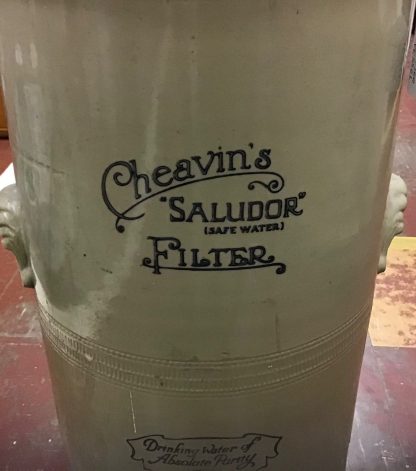 Cheavin's
"SALUDOR"
(SAFE WATER)
FILTER
Drinking Water of
Absolute Purity